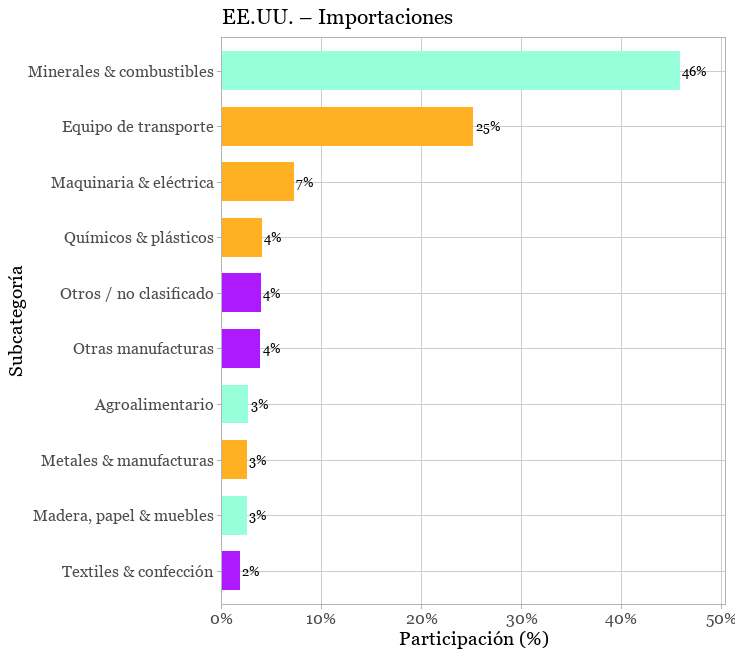 EE.UU. – Importaciones
Subcategoría
Minerales & combustibles 46%
Equipo de transporte 25%
Maquinaria & eléctrica 7%
Químicos & plásticos 4%
Otros / no clasificado 4%
Otras manufacturas 4%
Agroalimentario 3%
Metales & manufacturas 3%
Madera, papel & muebles 3%
Textiles & confección 2%
0% 10% 20% 30% 40% 50%
Participación (%)